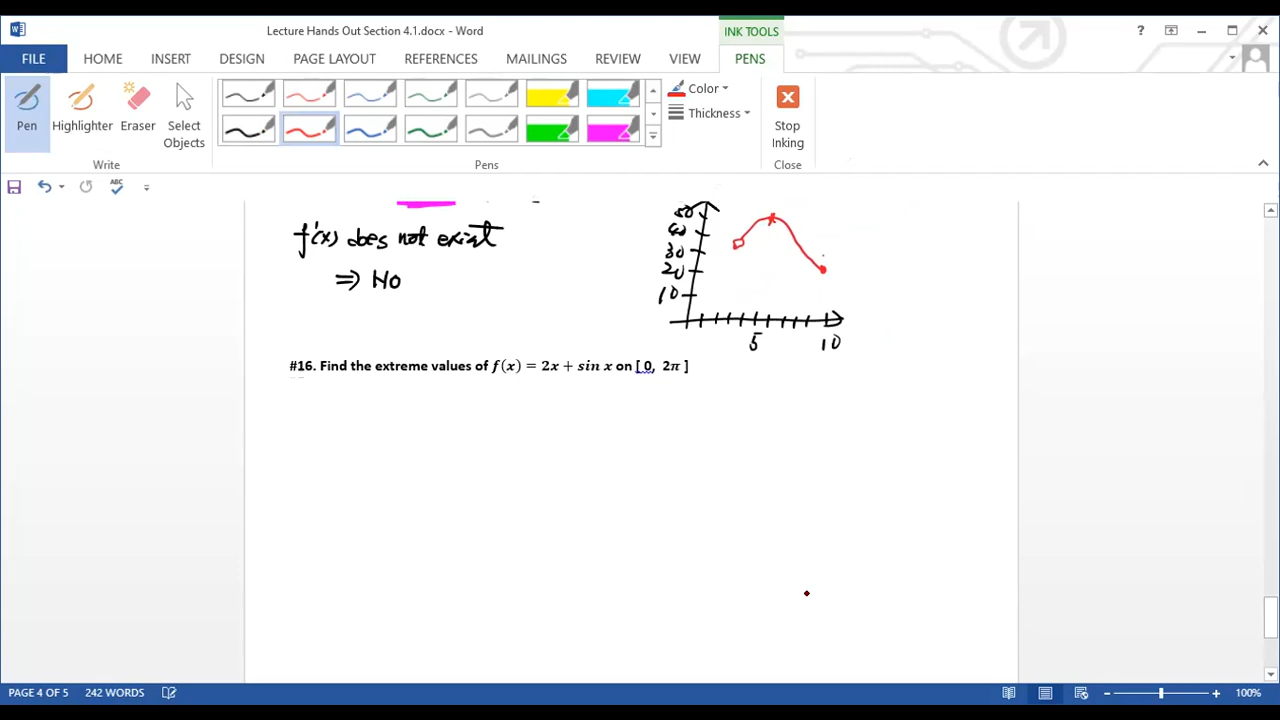 Lecture Hands Out Section 4.1.docx - Word
INK TOOLS
?
FILE HOME INSERT DESIGN PAGE LAYOUT REFERENCES MAILINGS REVIEW VIEW PENS
Pen Highlighter Eraser Select Objects
Color
Thickness
Stop Inking
Write Pens Close
ABC
f'(x) does not exist
⇒ No
50
40
30
20
10
5 10
#16. Find the extreme values of f(x) = 2x + sin x on [ 0, 2π ]
PAGE 4 OF 5 242 WORDS 100%